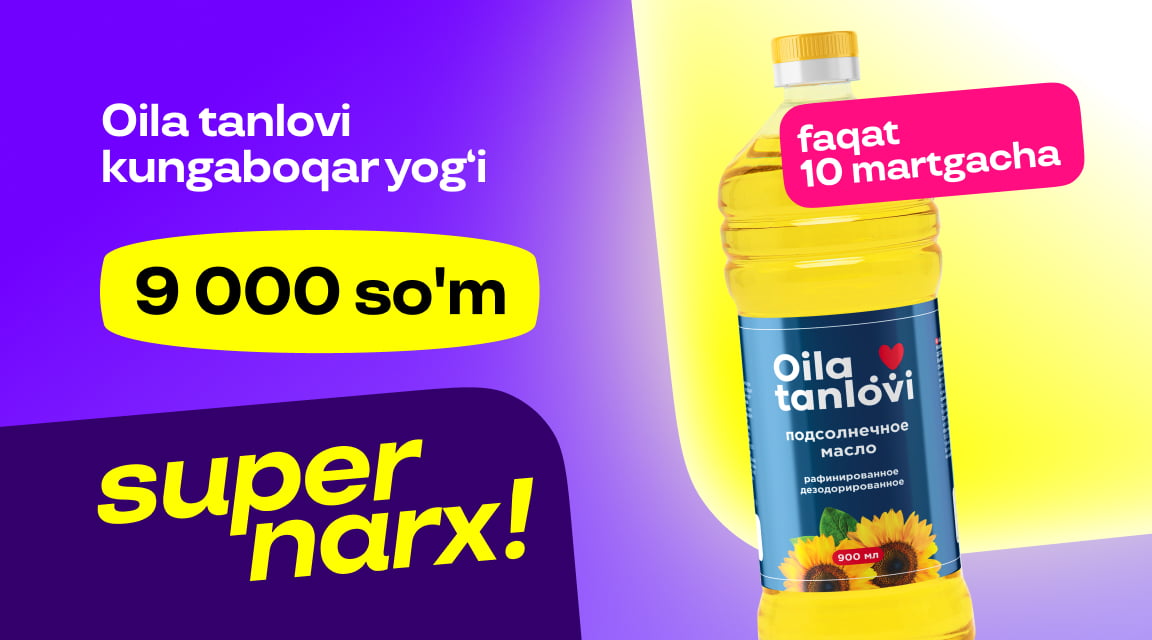 Oila tanlovi
kungaboqar yog‘i
9 000 so'm
super
narx!
faqat
10 martgacha
Oila
tanlovi
подсолнечное
масло
рафинированное
дезодорированное
900 мл